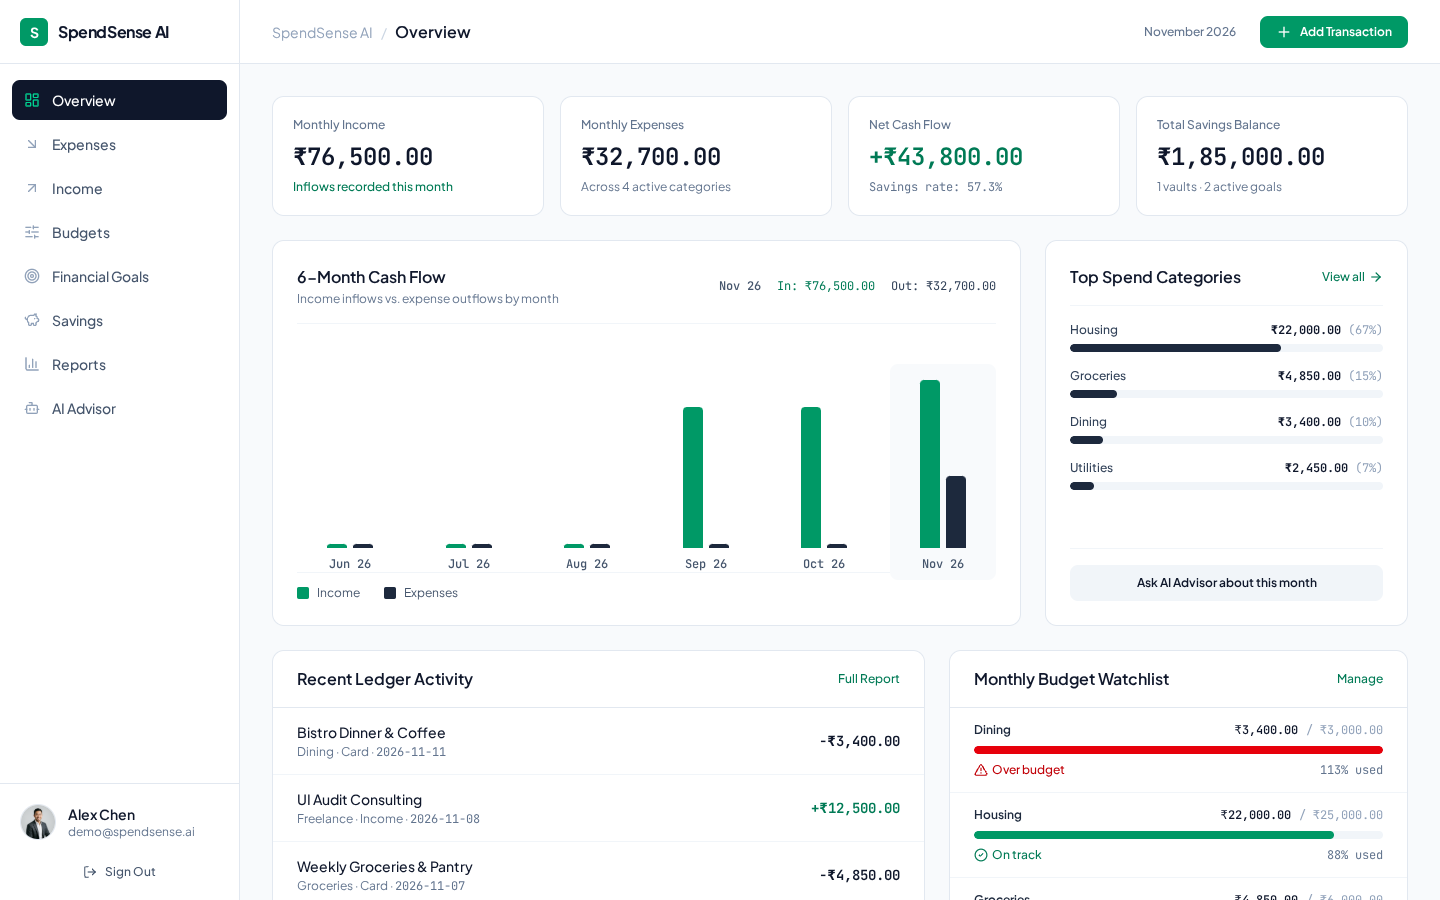 S SpendSense AI
SpendSense AI / Overview
November 2026
Add Transaction
Overview
Expenses
Income
Budgets
Financial Goals
Savings
Reports
AI Advisor
Alex Chen
demo@spendsense.ai
Sign Out
Monthly Income
₹76,500.00
Inflows recorded this month
Monthly Expenses
₹32,700.00
Across 4 active categories
Net Cash Flow
+₹43,800.00
Savings rate: 57.3%
Total Savings Balance
₹1,85,000.00
1 vaults · 2 active goals
6-Month Cash Flow
Income inflows vs. expense outflows by month
Nov 26 In: ₹76,500.00 Out: ₹32,700.00
Jun 26 Jul 26 Aug 26 Sep 26 Oct 26 Nov 26
Income Expenses
Top Spend Categories
View all
Housing ₹22,000.00 (67%)
Groceries ₹4,850.00 (15%)
Dining ₹3,400.00 (10%)
Utilities ₹2,450.00 (7%)
Ask AI Advisor about this month
Recent Ledger Activity
Full Report
Bistro Dinner & Coffee
Dining · Card · 2026-11-11
-₹3,400.00
UI Audit Consulting
Freelance · Income · 2026-11-08
+₹12,500.00
Weekly Groceries & Pantry
Groceries · Card · 2026-11-07
-₹4,850.00
Monthly Budget Watchlist
Manage
Dining ₹3,400.00 / ₹3,000.00
Over budget 113% used
Housing ₹22,000.00 / ₹25,000.00
On track 88% used
Groceries ₹4,850.00 / ₹6,000.00